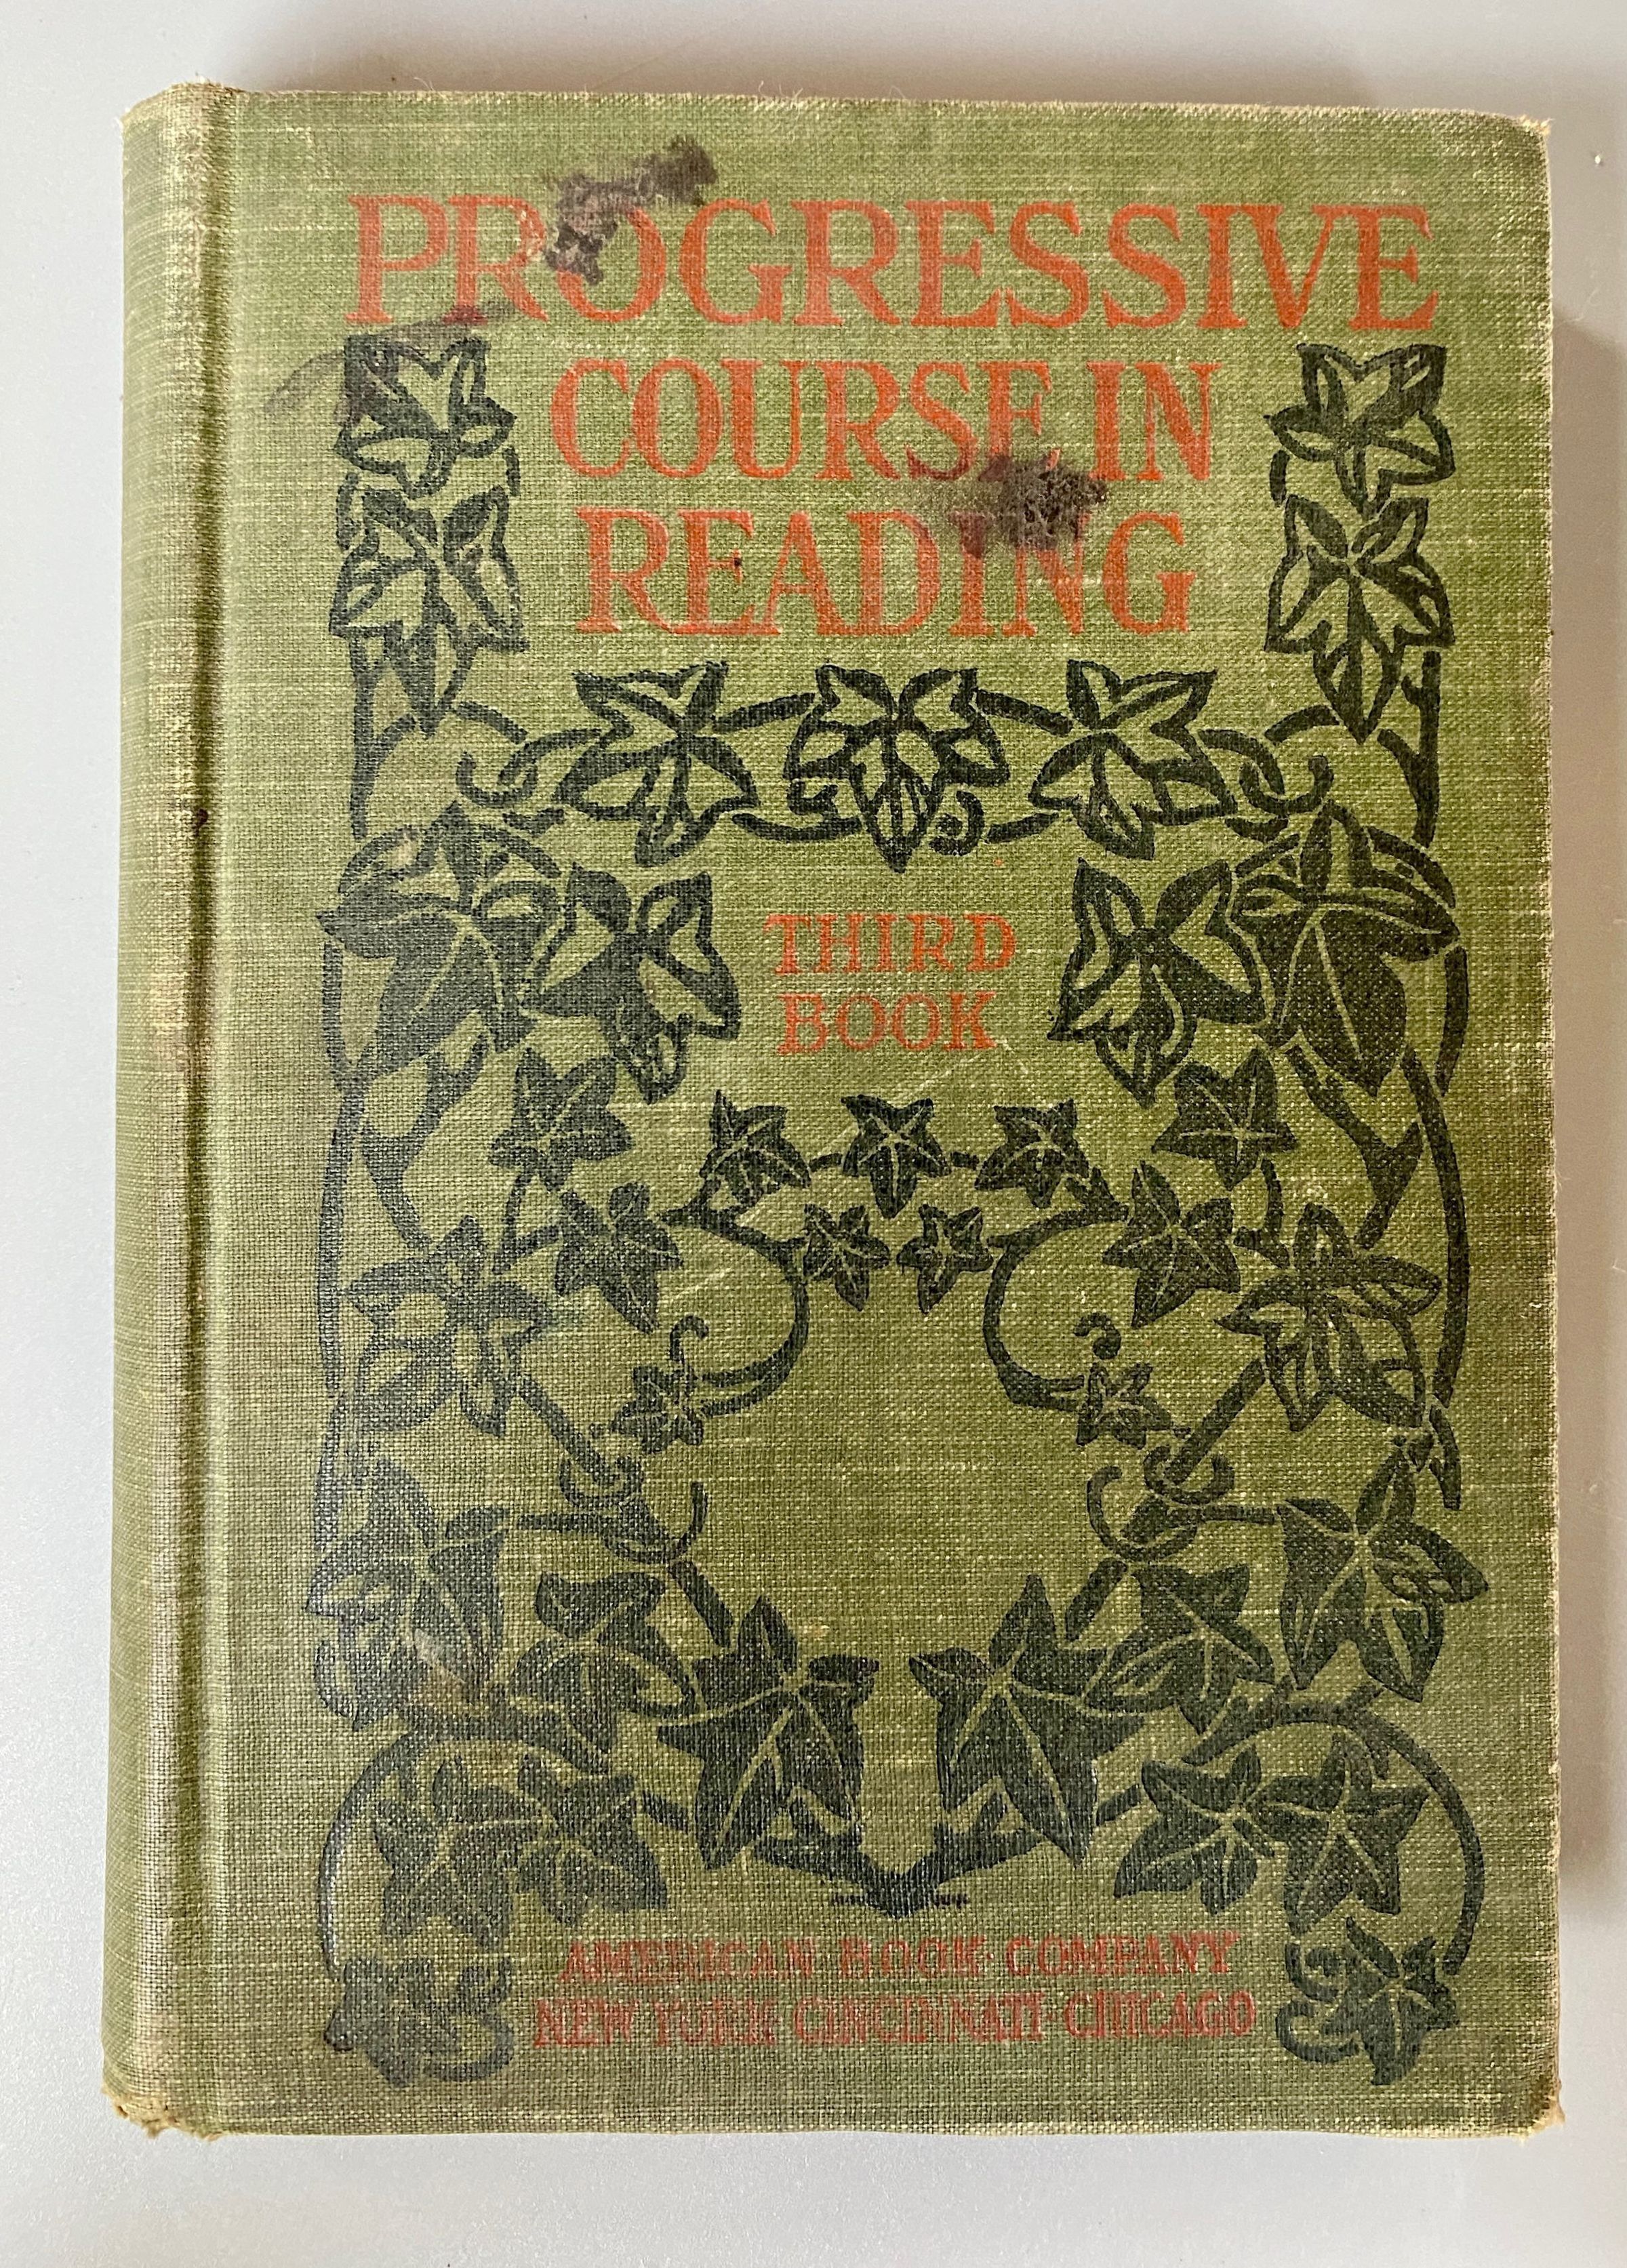 PROGRESSIVE
COURSE IN
READING
THIRD
BOOK
AMERICAN BOOK COMPANY
NEW YORK · CINCINNATI · CHICAGO